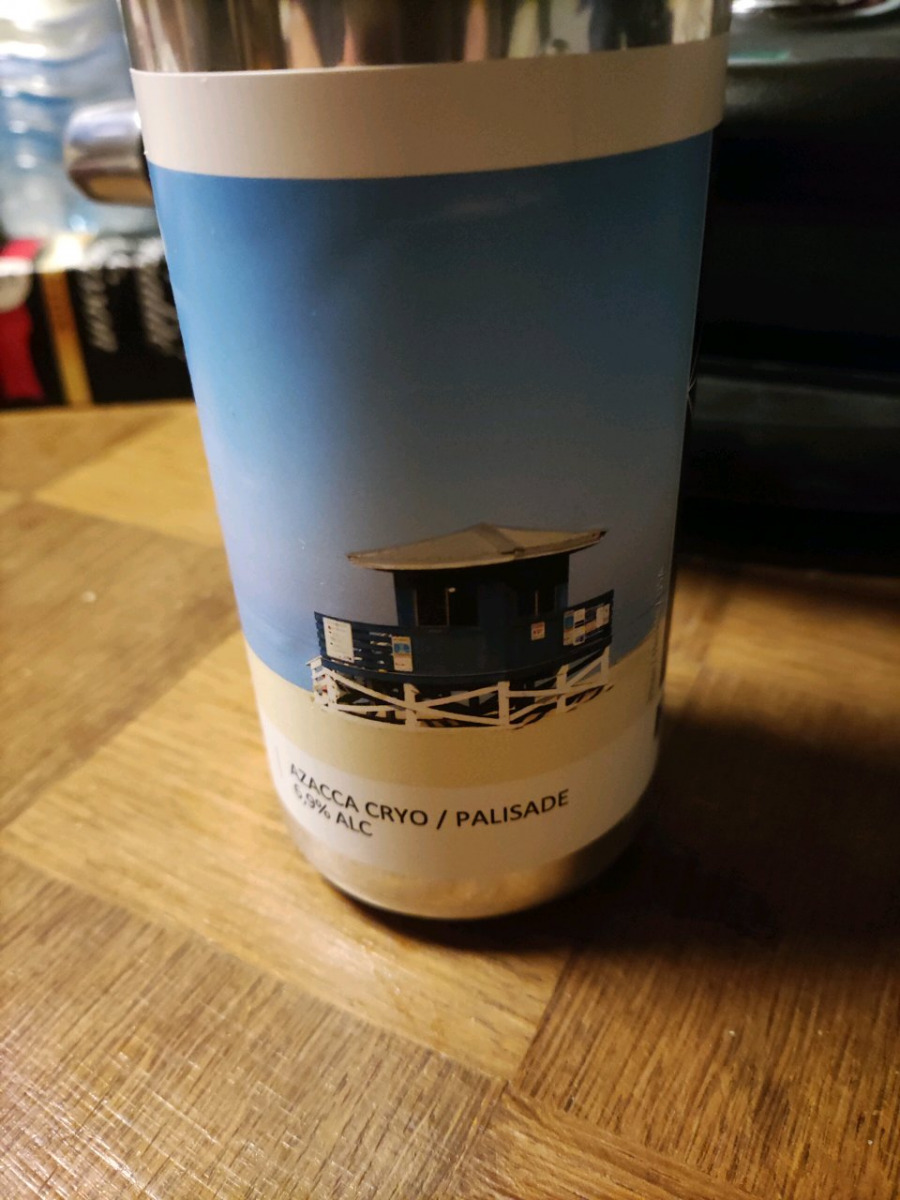 AZACCA CRYO / PALISADE
6,9% ALC